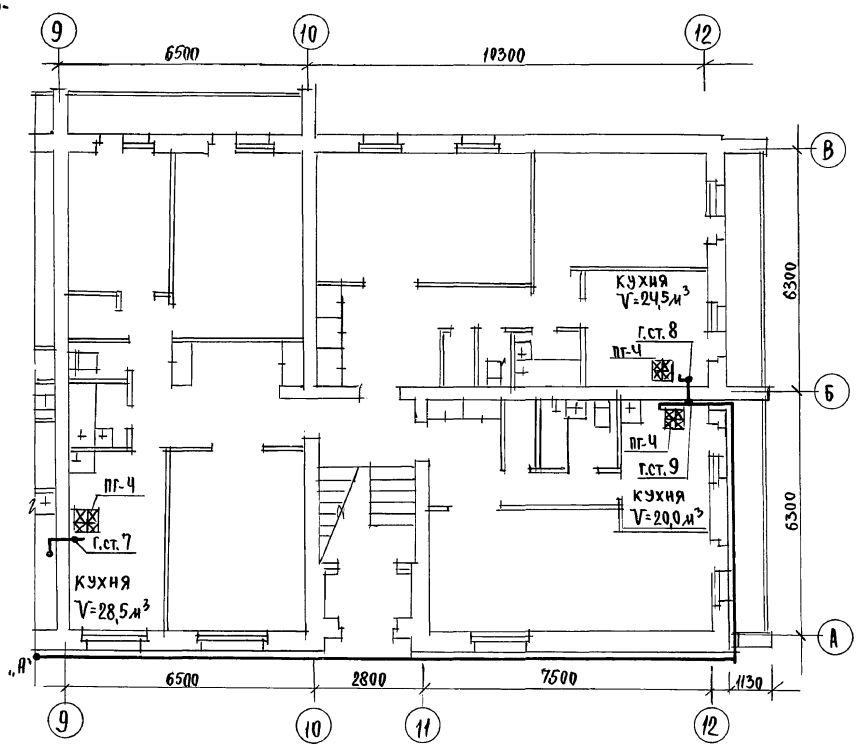 9
10
12
6500
10300
В
КУХНЯ
V=24,5м³
6300
Г.СТ.8
ПГ-4
Б
ПГ-4
Г.СТ.9
ПГ-4
КУХНЯ
V=20,0м³
6300
Г.СТ.7
КУХНЯ
V=28,5м³
А
„А"
6500
2800
7500
1130
9
10
11
12